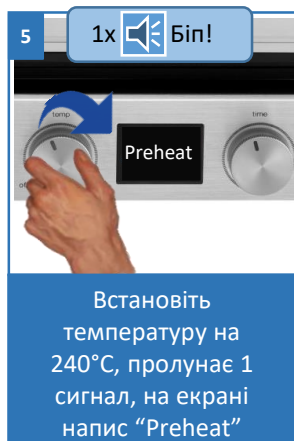 5
1x Біп!
temp
time
off
Preheat
Встановіть
температуру на
240°C, пролунає 1
сигнал, на екрані
напис “Preheat”